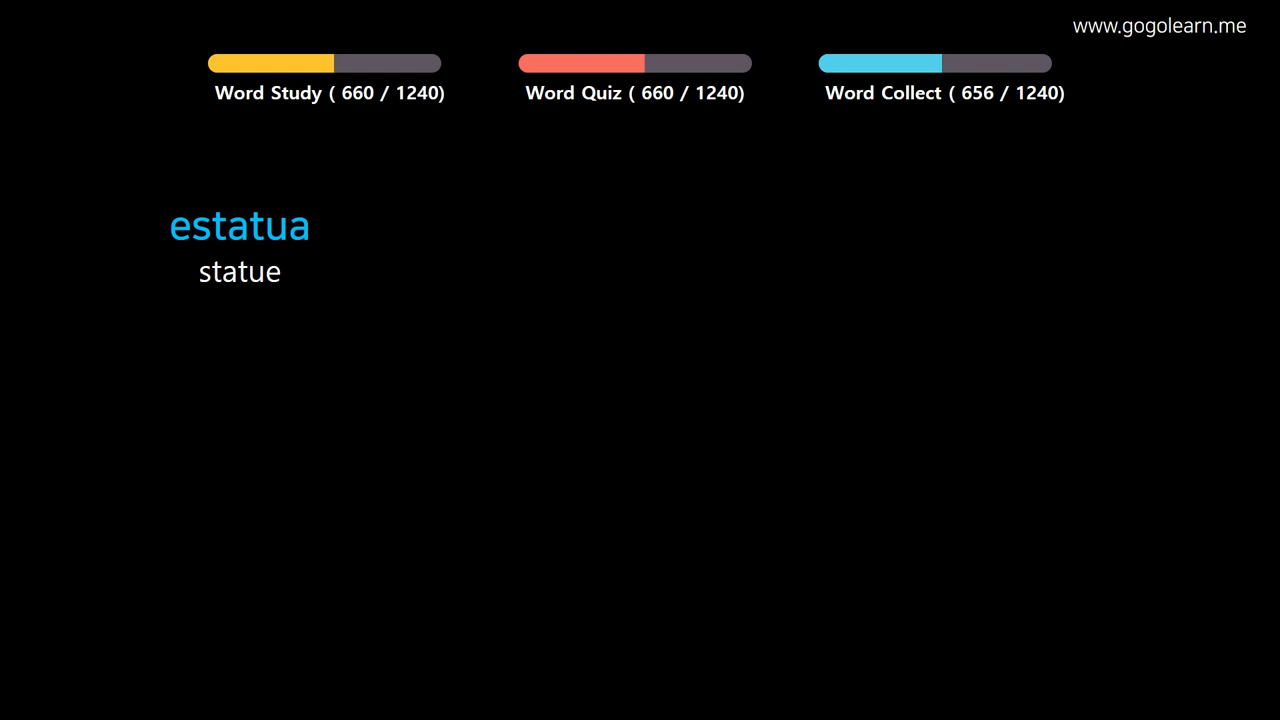 www.gogolearn.me
Word Study ( 660 / 1240)
Word Quiz ( 660 / 1240)
Word Collect ( 656 / 1240)
estatua
statue